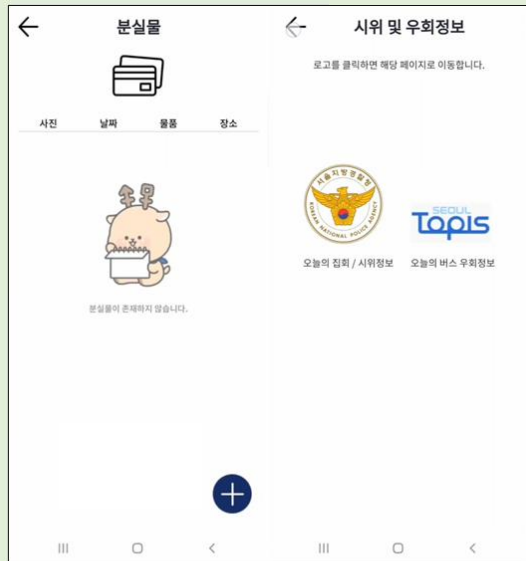 분실물
사진 날짜 물품 장소
분실물이 존재하지 않습니다.
시위 및 우회정보
로고를 클릭하면 해당 페이지로 이동합니다.
서울지방경찰청
KOREAN NATIONAL POLICE AGENCY
SEOUL
TOPIS
오늘의 집회 / 시위정보
오늘의 버스 우회정보